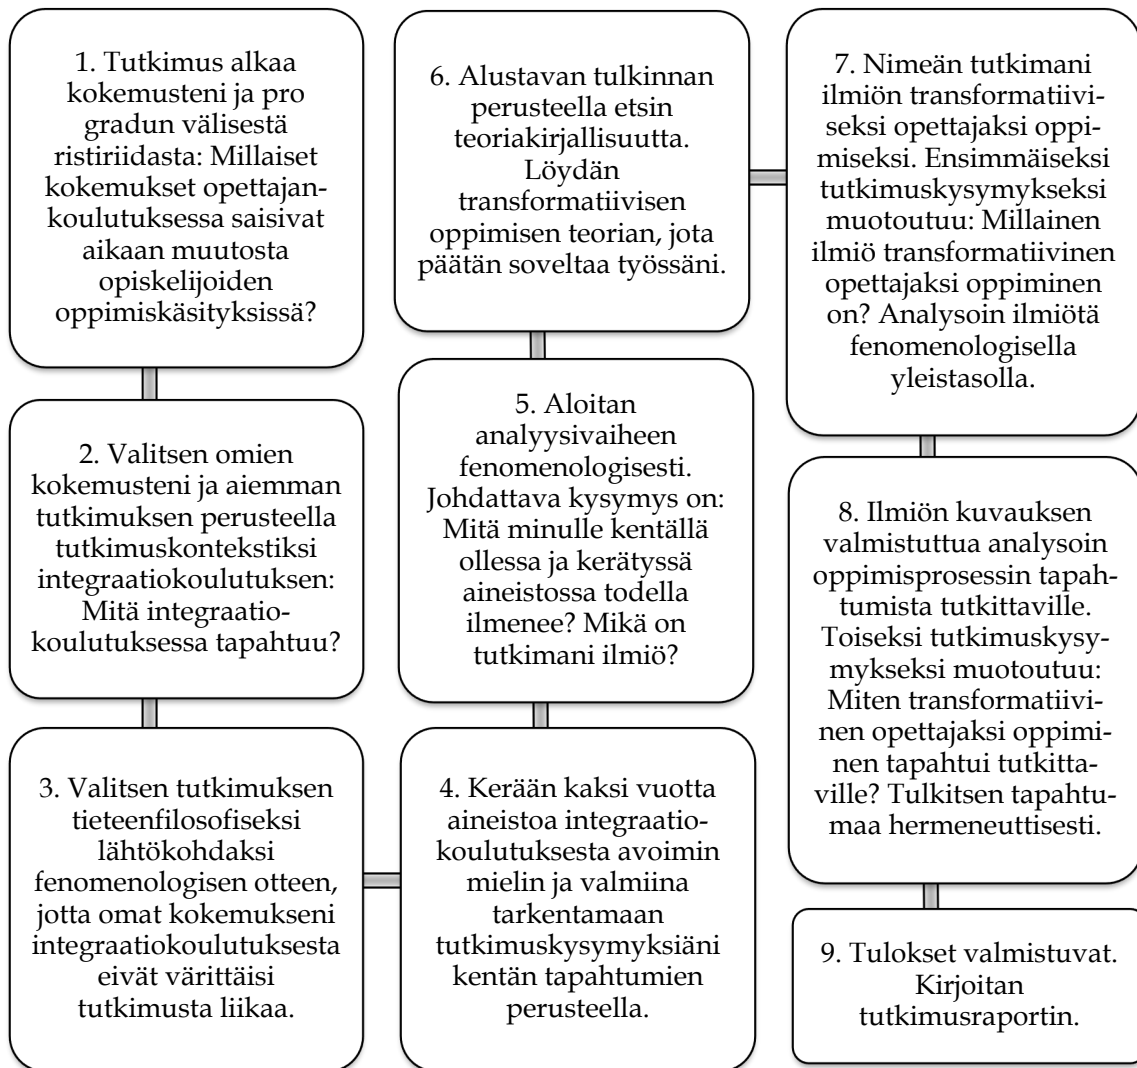 1. Tutkimus alkaa
kokemusteni ja pro
gradun välisestä
ristiriidasta: Millaiset
kokemukset opettajan-
koulutuksessa saisivat
aikaan muutosta
opiskelijoiden
oppimiskäsityksissä?
2. Valitsen omien
kokemusteni ja aiemman
tutkimuksen perusteella
tutkimuskontekstiksi
integraatiokoulutuksen:
Mitä integraatio-
koulutuksessa tapahtuu?
3. Valitsen tutkimuksen
tieteenfilosofiseksi
lähtökohdaksi
fenomenologisen otteen,
jotta omat kokemukseni
integraatiokoulutuksesta
eivät värittäisi
tutkimusta liikaa.
4. Kerään kaksi vuotta
aineistoa integraatio-
koulutuksesta avoimin
mielin ja valmiina
tarkentamaan
tutkimuskysymyksiäni
kentän tapahtumien
perusteella.
5. Aloitan
analyysivaiheen
fenomenologisesti.
Johdattava kysymys on:
Mitä minulle kentällä
ollessa ja kerätyssä
aineistossa todella
ilmenee? Mikä on
tutkimani ilmiö?
6. Alustavan tulkinnan
perusteella etsin
teoriakirjallisuutta.
Löydän
transformatiivisen
oppimisen teorian, jota
päätän soveltaa työssäni.
7. Nimeän tutkimani
ilmiön transformatiivi-
seksi opettajaksi oppi-
miseksi. Ensimmäiseksi
tutkimuskysymykseksi
muotoutuu: Millainen
ilmiö transformatiivinen
opettajaksi oppiminen
on? Analysoin ilmiötä
fenomenologisella
yleistasolla.
8. Ilmiön kuvauksen
valmistuttua analysoin
oppimisprosessin tapah-
tumista tutkittaville.
Toiseksi tutkimuskysy-
mykseksi muotoutuu:
Miten transformatiivi-
nen opettajaksi oppimi-
nen tapahtui tutkitta-
ville? Tulkitsen tapahtu-
maa hermeneuttisesti.
9. Tulokset valmistuvat.
Kirjoitan
tutkimusraportin.